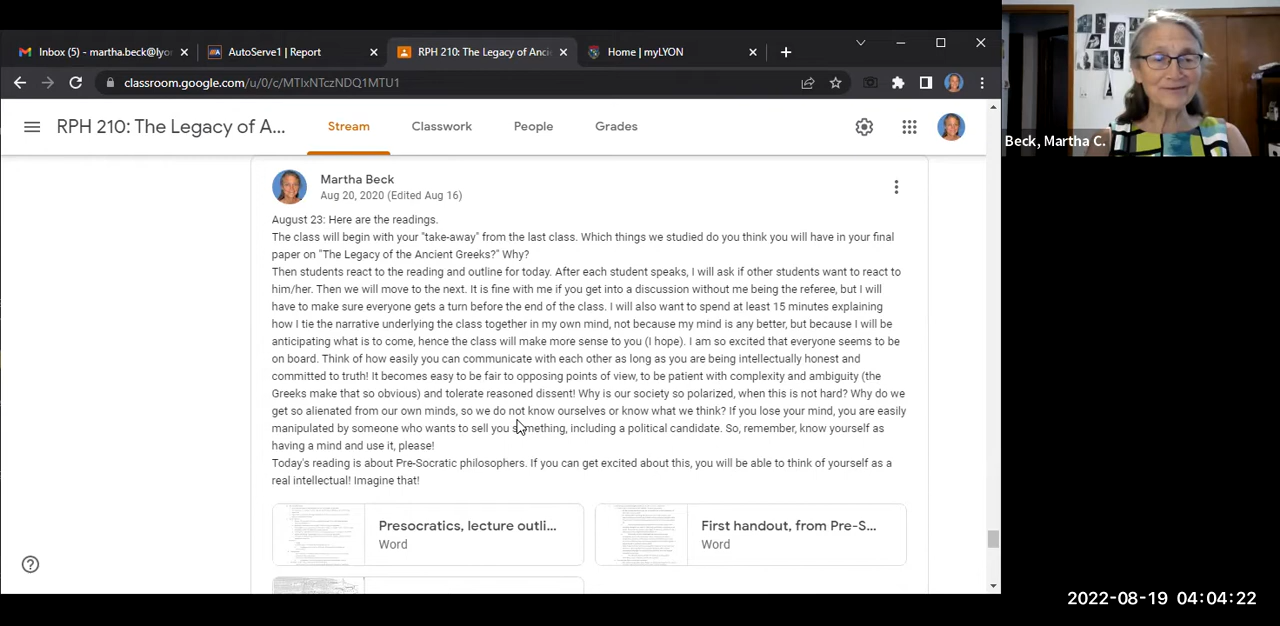 Inbox (5) - martha.beck@lyo
AutoServe1 | Report
RPH 210: The Legacy of Anci
Home | myLYON
classroom.google.com/u/0/c/MTIxNTczNDQ1MTU1
RPH 210: The Legacy of A...
Stream
Classwork
People
Grades
Beck, Martha C.
Martha Beck
Aug 20, 2020 (Edited Aug 16)
August 23: Here are the readings.
The class will begin with your "take-away" from the last class. Which things we studied do you think you will have in your final
paper on "The Legacy of the Ancient Greeks?" Why?
Then students react to the reading and outline for today. After each student speaks, I will ask if other students want to react to
him/her. Then we will move to the next. It is fine with me if you get into a discussion without me being the referee, but I will
have to make sure everyone gets a turn before the end of the class. I will also want to spend at least 15 minutes explaining
how I tie the narrative underlying the class together in my own mind, not because my mind is any better, but because I will be
anticipating what is to come, hence the class will make more sense to you (I hope). I am so excited that everyone seems to be
on board. Think of how easily you can communicate with each other as long as you are being intellectually honest and
committed to truth! It becomes easy to be fair to opposing points of view, to be patient with complexity and ambiguity (the
Greeks make that so obvious) and tolerate reasoned dissent! Why is our society so polarized, when this is not hard? Why do we
get so alienated from our own minds, so we do not know ourselves or know what we think? If you lose your mind, you are easily
manipulated by someone who wants to sell you something, including a political candidate. So, remember, know yourself as
having a mind and use it, please!
Today's reading is about Pre-Socratic philosophers. If you can get excited about this, you will be able to think of yourself as a
real intellectual! Imagine that!
Presocratics, lecture outli...
Word
First handout, from Pre-S...
Word
2022-08-19 04:04:22